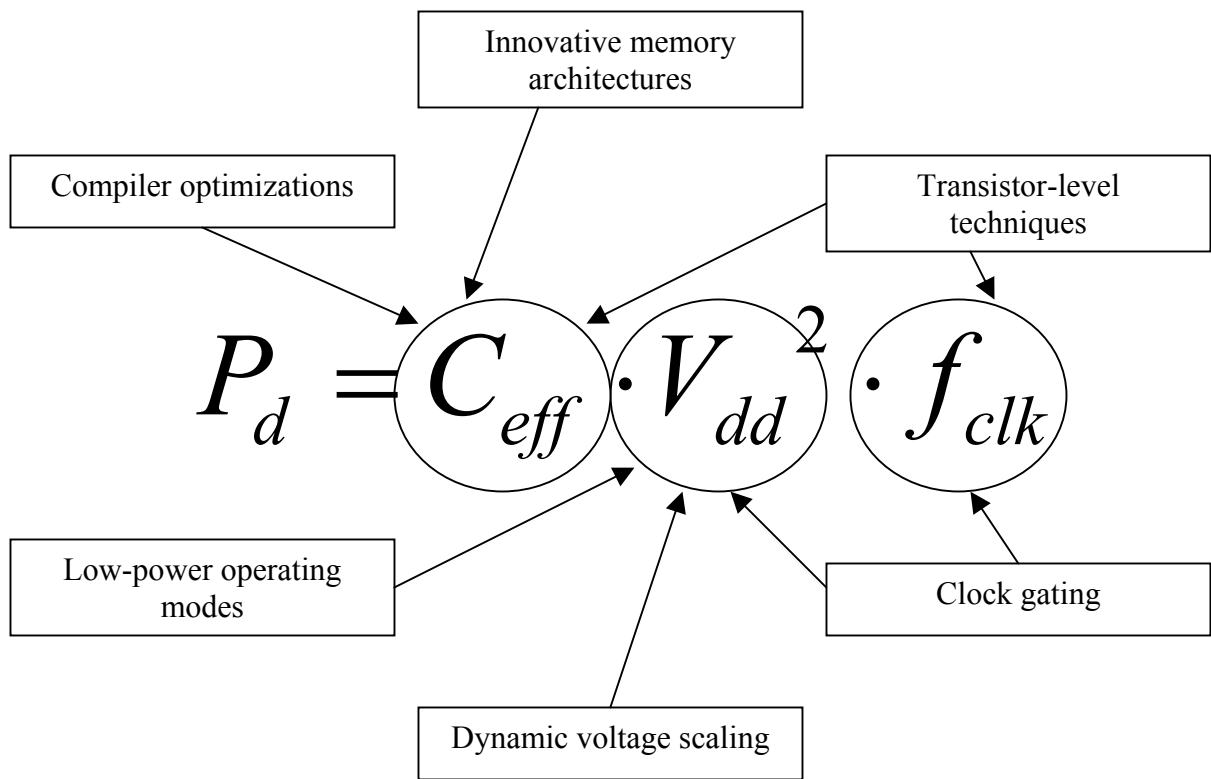 Innovative memory
architectures
Compiler optimizations
Transistor-level
techniques
P_d = C_eff · V_dd^2 · f_clk
Low-power operating
modes
Clock gating
Dynamic voltage scaling